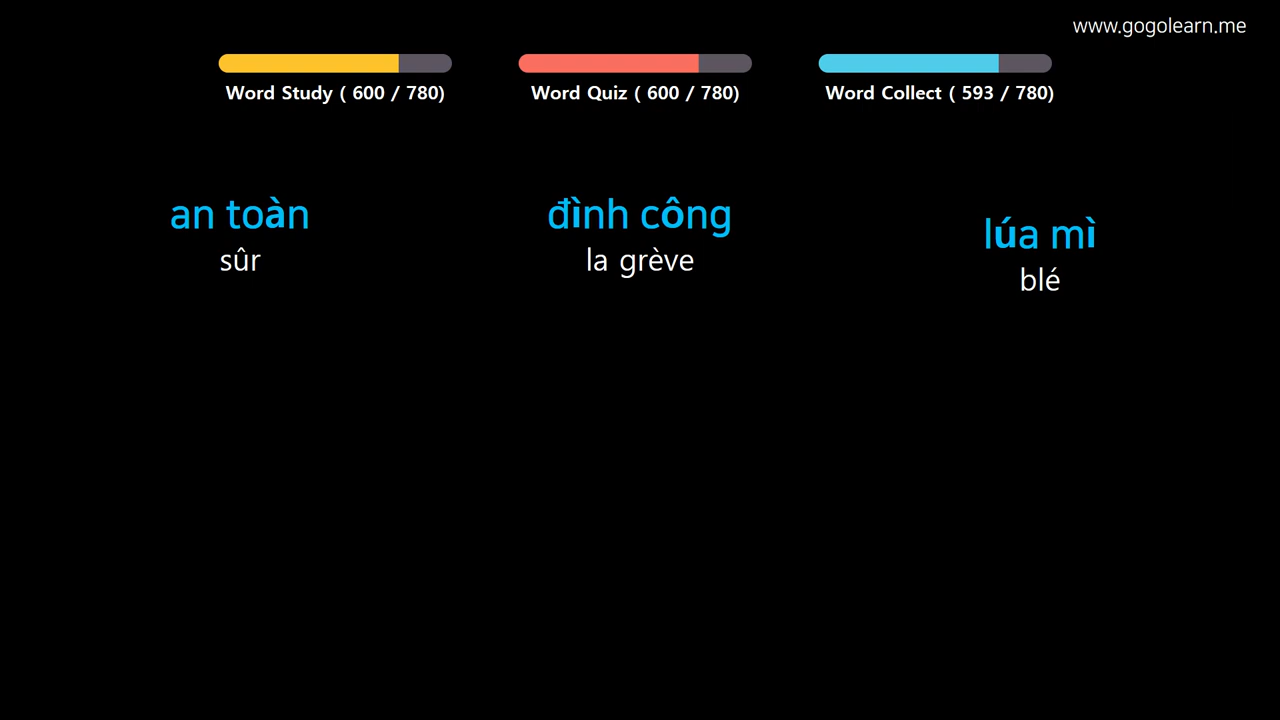 www.gogolearn.me
Word Study ( 600 / 780)
Word Quiz ( 600 / 780)
Word Collect ( 593 / 780)
an toàn
sûr
đình công
la grève
lúa mì
blé